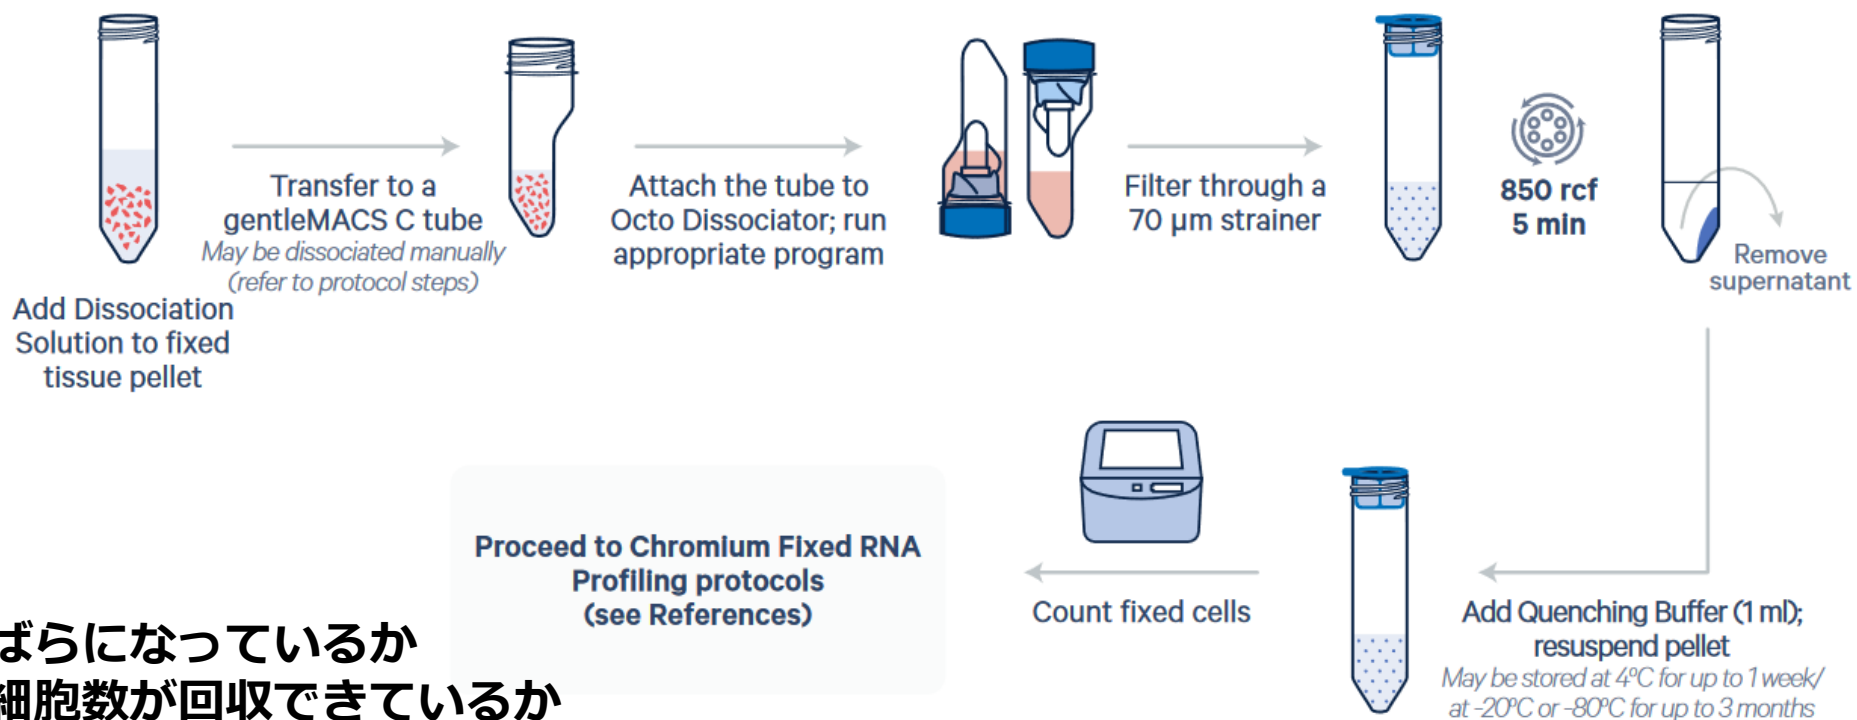 Add Dissociation
Solution to fixed
tissue pellet
Transfer to a
gentleMACS C tube
May be dissociated manually
(refer to protocol steps)
Attach the tube to
Octo Dissociator; run
appropriate program
Filter through a
70 µm strainer
850 rcf
5 min
Remove
supernatant
Add Quenching Buffer (1 ml);
resuspend pellet
May be stored at 4ºC for up to 1 week/
at -20ºC or -80ºC for up to 3 months
Count fixed cells
Proceed to Chromium Fixed RNA
Profiling protocols
(see References)
ばらになっているか
細胞数が回収できているか